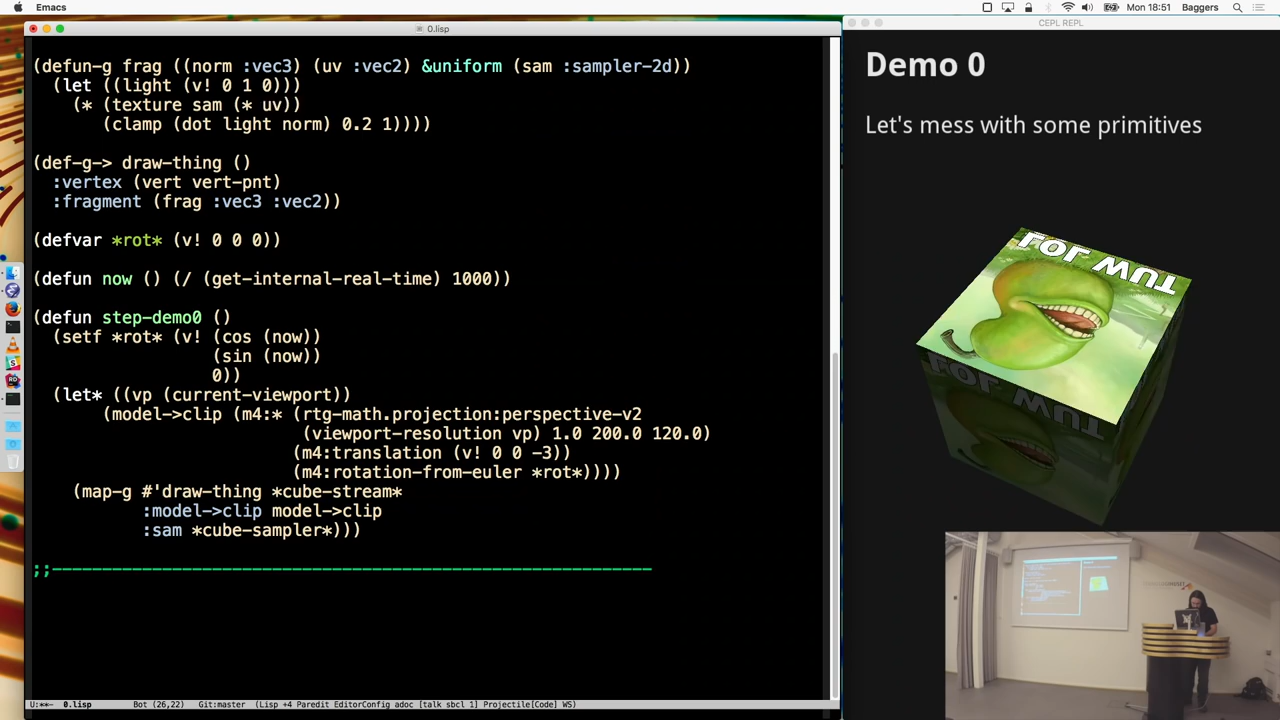 Emacs
Mon 18:51
Baggers
0.lisp
CEPL REPL
(defun-g frag ((norm :vec3) (uv :vec2) &uniform (sam :sampler-2d))
(let ((light (v! 0 1 0)))
(* (texture sam (* uv))
(clamp (dot light norm) 0.2 1))))
(def-g-> draw-thing ()
:vertex (vert vert-pnt)
:fragment (frag :vec3 :vec2))
(defvar *rot* (v! 0 0 0))
(defun now () (/ (get-internal-real-time) 1000))
(defun step-demo0 ()
(setf *rot* (v! (cos (now))
(sin (now))
0))
(let* ((vp (current-viewport))
(model->clip (m4:* (rtg-math.projection:perspective-v2
(viewport-resolution vp) 1.0 200.0 120.0)
(m4:translation (v! 0 0 -3))
(m4:rotation-from-euler *rot*))))
(map-g #'draw-thing *cube-stream*
:model->clip model->clip
:sam *cube-sampler*)))
;;------------------------------------------------------------
U:**- 0.lisp Bot (26,22) Git:master (Lisp +4 Paredit EditorConfig adoc [talk sbcl 1] Projectile[Code] WS)
Demo 0
Let's mess with some primitives
LOL WUT
LOL WUT